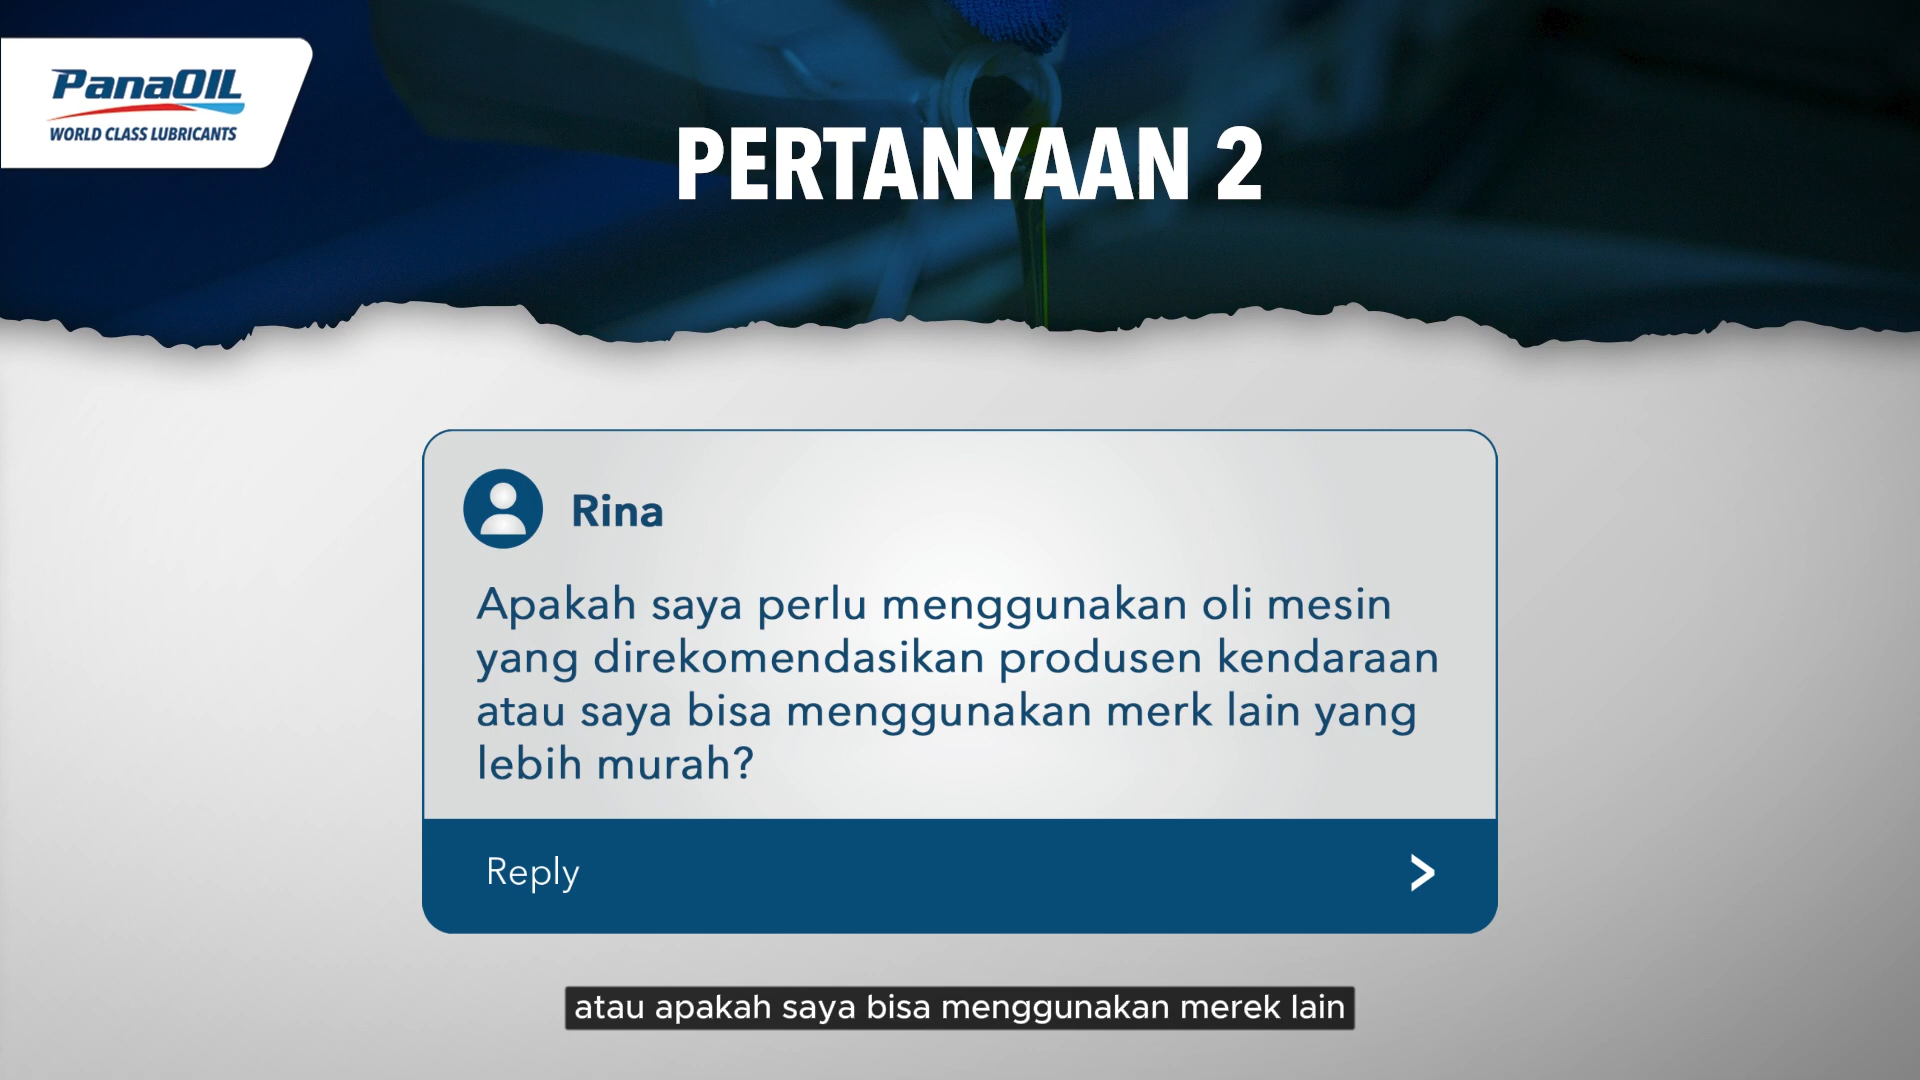 PanaOIL
WORLD CLASS LUBRICANTS
PERTANYAAN 2
Rina
Apakah saya perlu menggunakan oli mesin
yang direkomendasikan produsen kendaraan
atau saya bisa menggunakan merk lain yang
lebih murah?
Reply
atau apakah saya bisa menggunakan merek lain